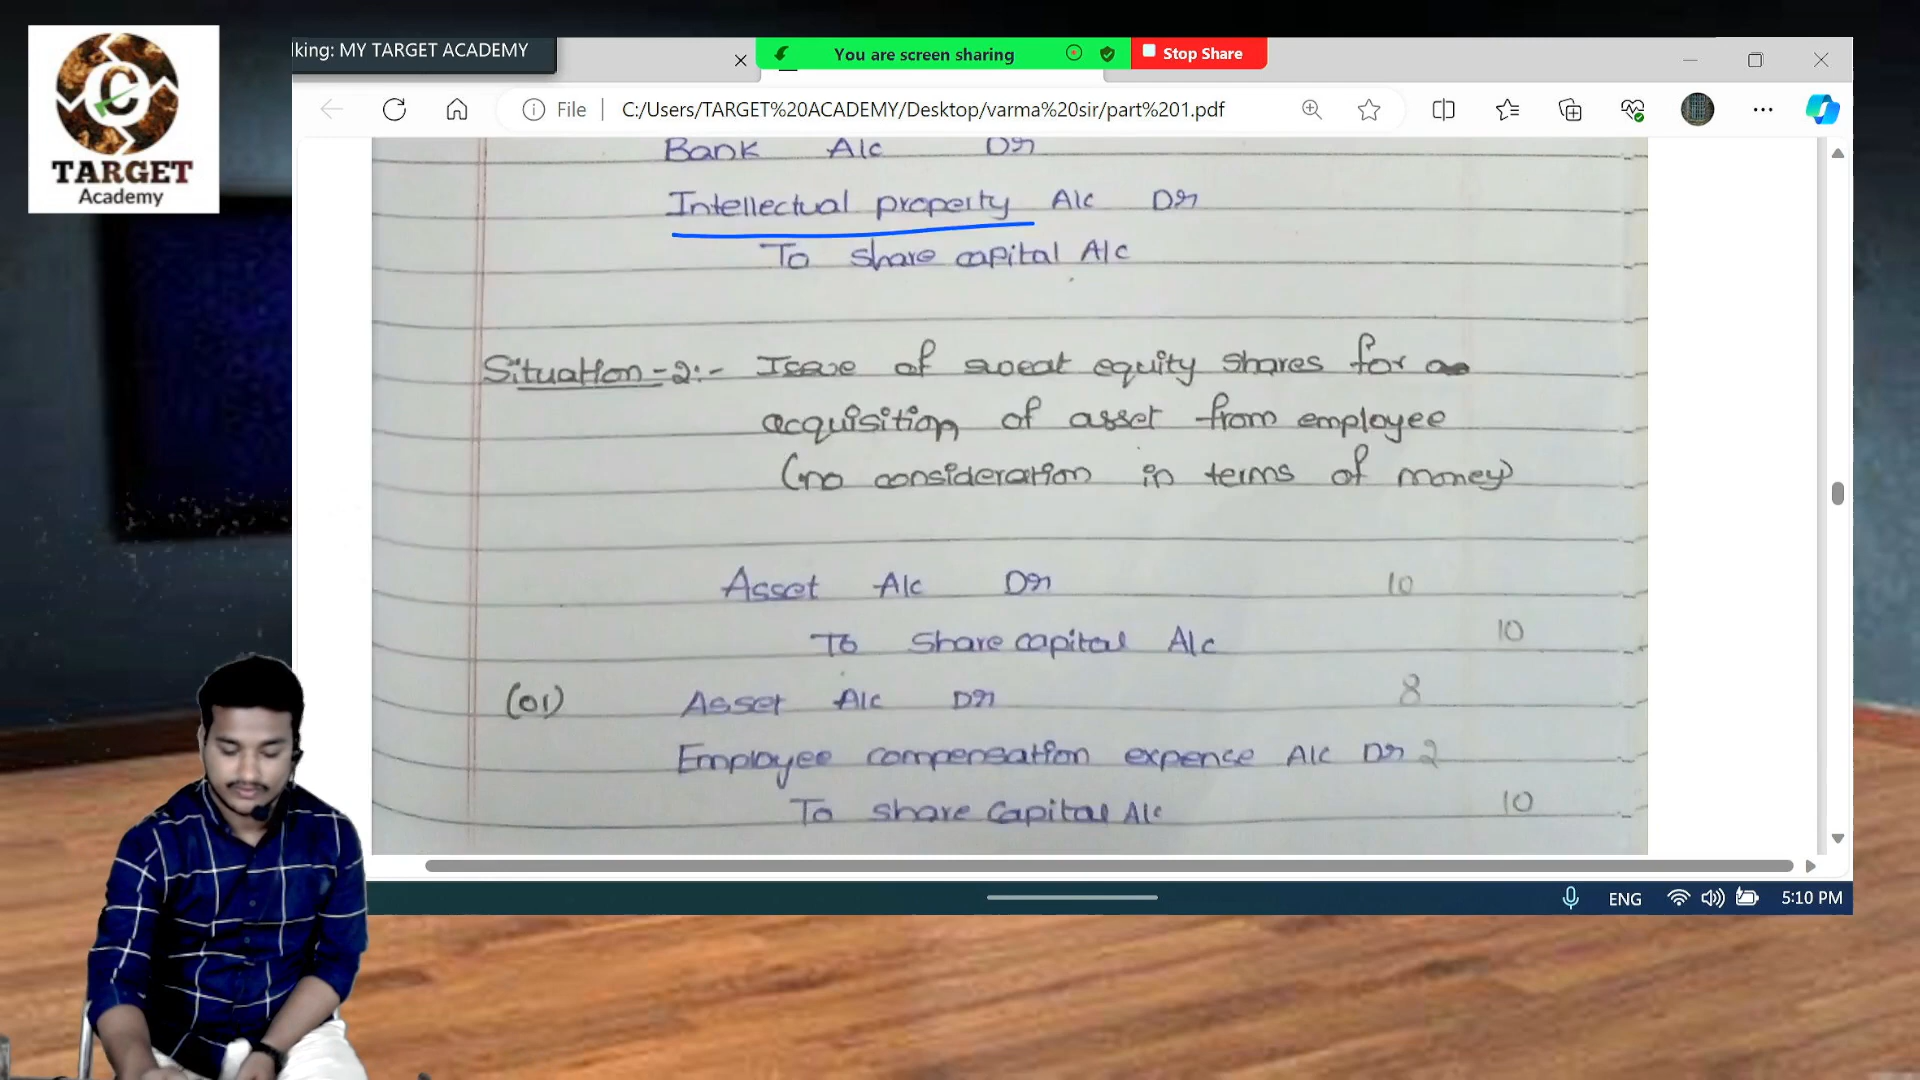 TARGET
Academy
lking: MY TARGET ACADEMY
You are screen sharing
Stop Share
File
C:/Users/TARGET%20ACADEMY/Desktop/varma%20sir/part%201.pdf
Bank A/c Dr
Intellectual property A/c Dr
To share capital A/c
Situation-2:- Issue of sweat equity shares for
acquisition of asset from employee
(no consideration in terms of money)
Asset A/c Dr 10
To Share capital A/c 10
(or) Asset A/c Dr 8
Employee compensation expense A/c Dr 2
To share capital A/c 10
ENG
5:10 PM